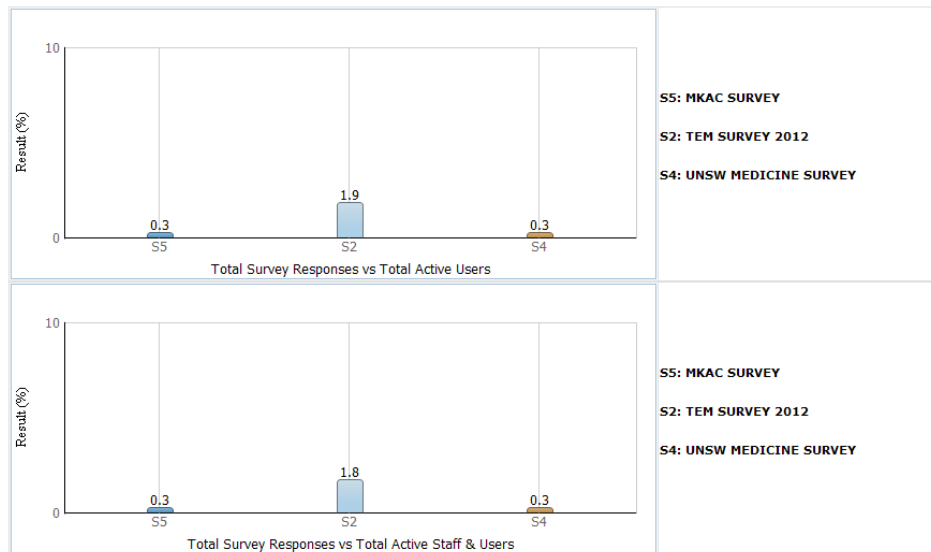 10
Result (%)
0.3
1.9
0.3
0
S5
S2
S4
Total Survey Responses vs Total Active Users
S5: MKAC SURVEY
S2: TEM SURVEY 2012
S4: UNSW MEDICINE SURVEY
10
Result (%)
0.3
1.8
0.3
0
S5
S2
S4
Total Survey Responses vs Total Active Staff & Users
S5: MKAC SURVEY
S2: TEM SURVEY 2012
S4: UNSW MEDICINE SURVEY